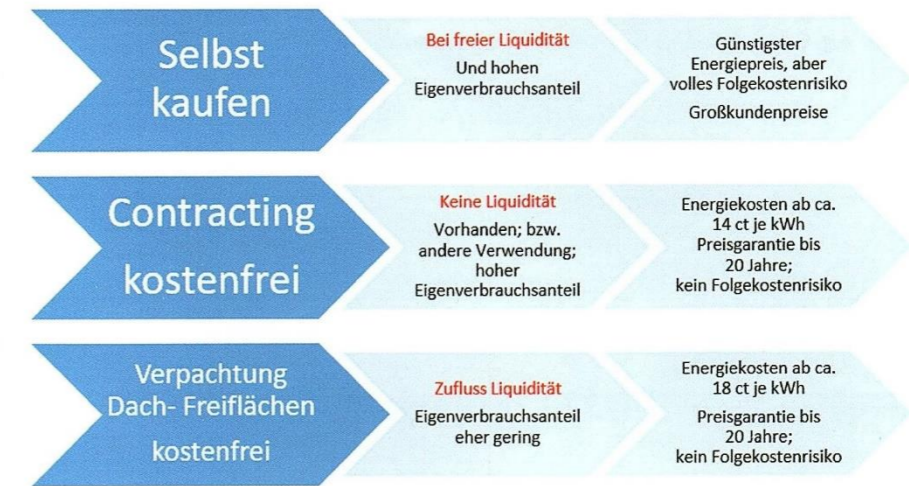 Selbst
kaufen
Bei freier Liquidität
Und hohen
Eigenverbrauchsanteil
Günstigster
Energiepreis, aber
volles Folgekostenrisiko
Großkundenpreise
Contracting
kostenfrei
Keine Liquidität
Vorhanden; bzw.
andere Verwendung;
hoher
Eigenverbrauchsanteil
Energiekosten ab ca.
14 ct je kWh
Preisgarantie bis
20 Jahre;
kein Folgekostenrisiko
Verpachtung
Dach- Freiflächen
kostenfrei
Zufluss Liquidität
Eigenverbrauchsanteil
eher gering
Energiekosten ab ca.
18 ct je kWh
Preisgarantie bis
20 Jahre;
kein Folgekostenrisiko